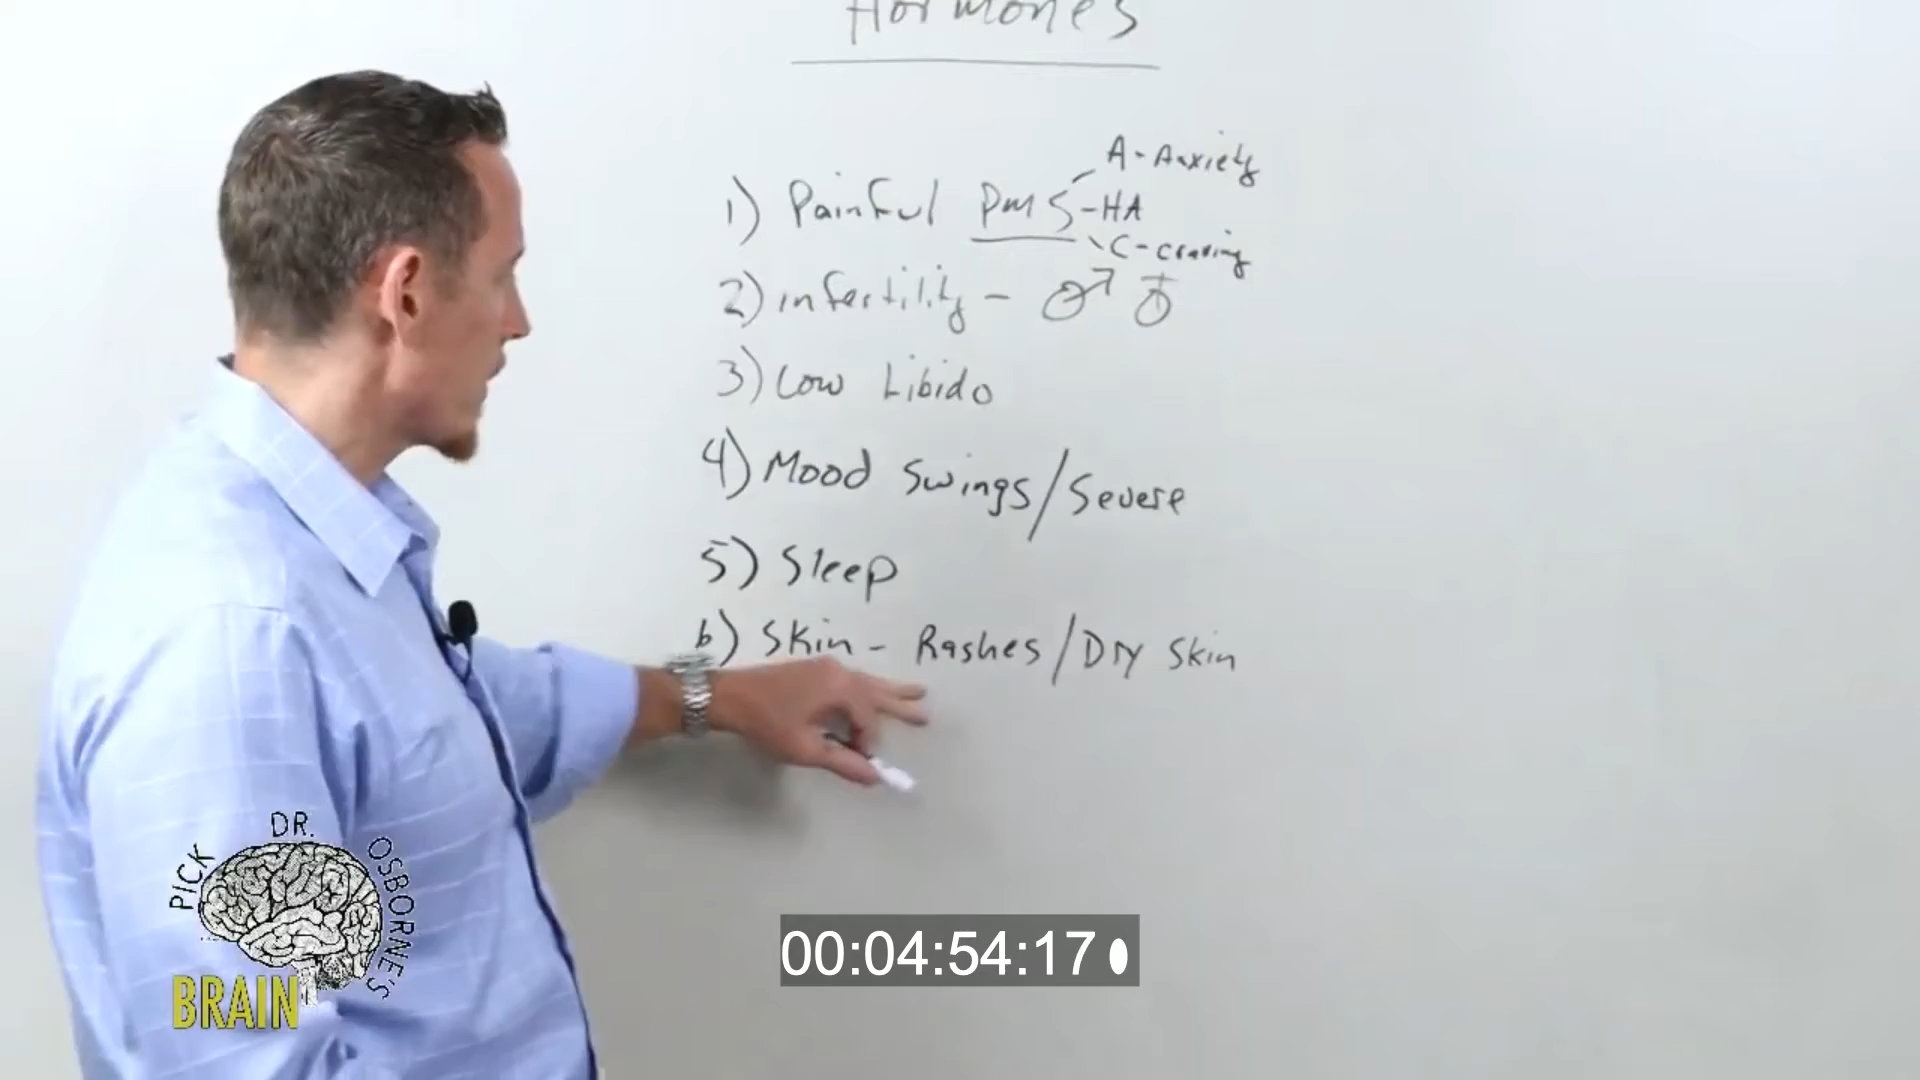 Hormones
A - Anxiety
1) Painful PMS - HA
C - craving
2) infertility - ♂ ♀
3) Low Libido
4) Mood Swings/Severe
5) Sleep
6) Skin - Rashes/Dry Skin
PICK DR. OSBORNE'S
BRAIN
00:04:54:17